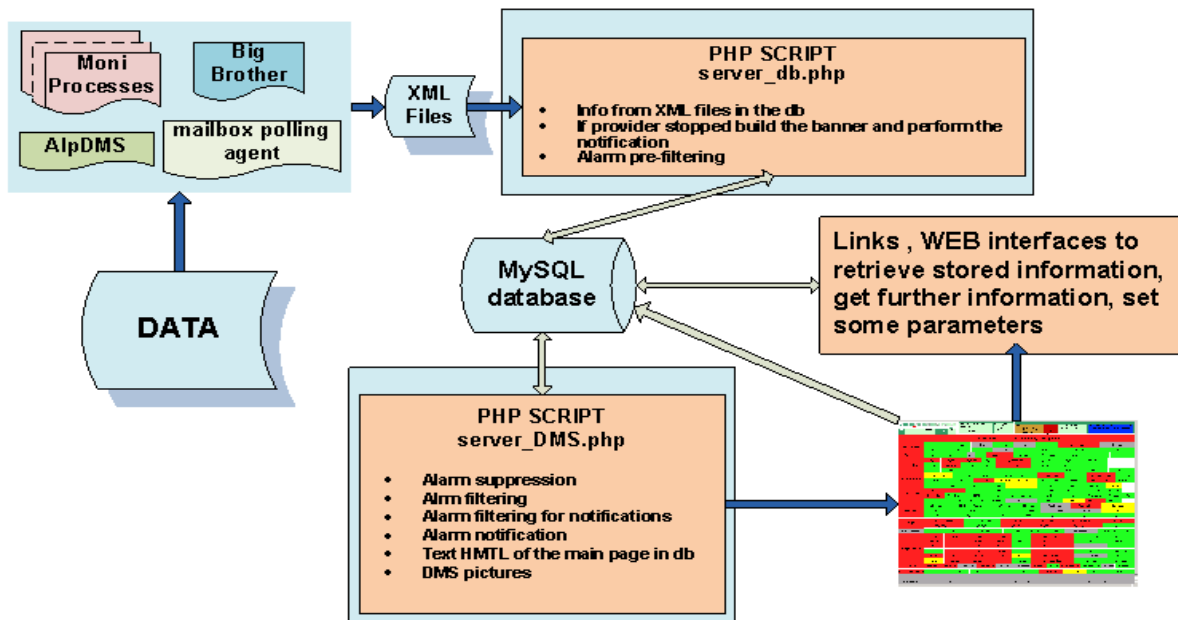 Moni
Processes
Big
Brother
AlpDMS
mailbox polling
agent
XML
Files
PHP SCRIPT
server_db.php
• Info from XML files in the db
• If provider stopped build the banner and perform the
notification
• Alarm pre-filtering
DATA
MySQL
database
Links , WEB interfaces to
retrieve stored information,
get further information, set
some parameters
PHP SCRIPT
server_DMS.php
• Alarm suppression
• Alrm filtering
• Alarm filtering for notifications
• Alarm notification
• Text HMTL of the main page in db
• DMS pictures